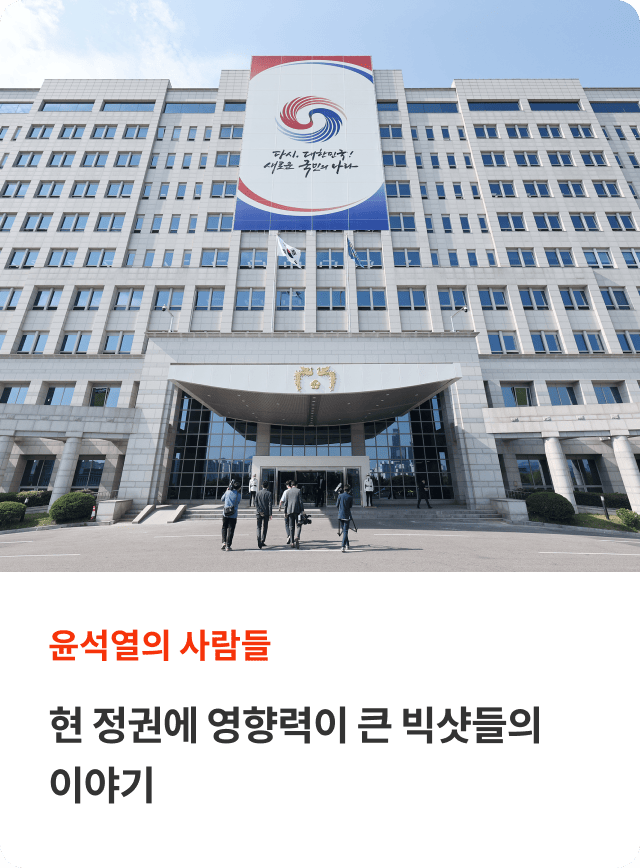 다시, 대한민국!
새로운 국민의 나라
윤석열의 사람들
현 정권에 영향력이 큰 빅샷들의
이야기